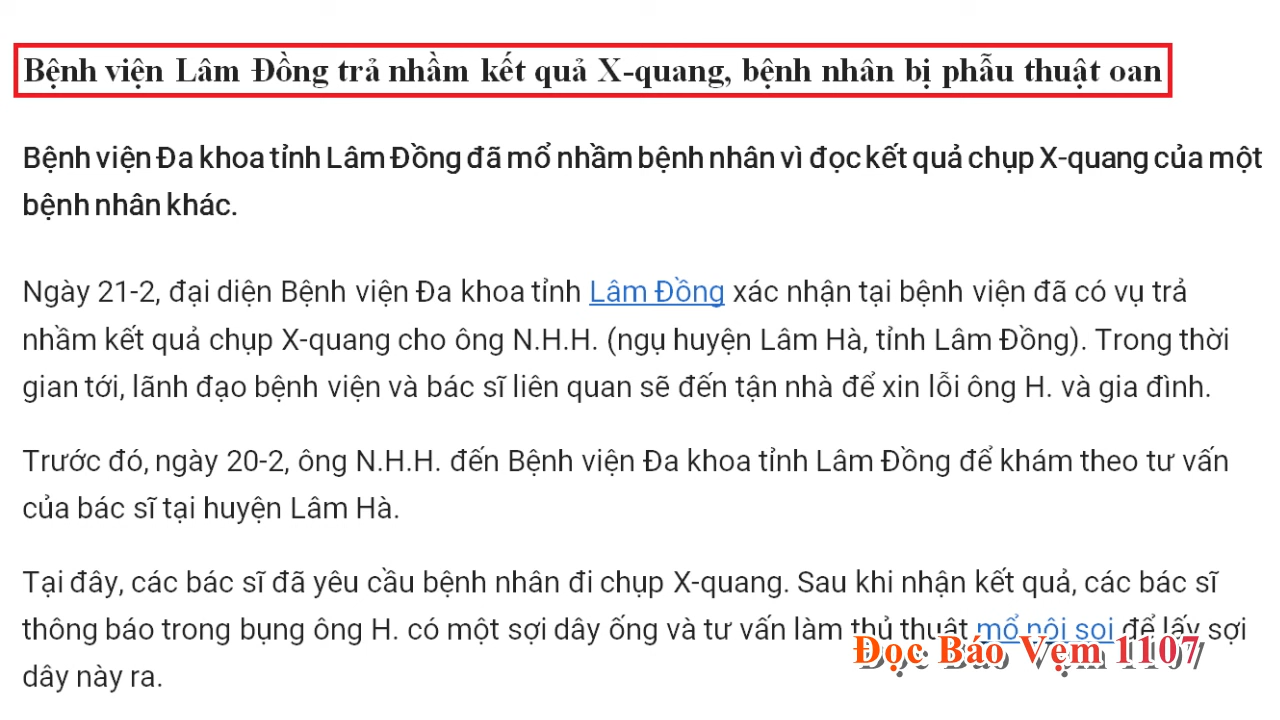 Bệnh viện Lâm Đồng trả nhầm kết quả X-quang, bệnh nhân bị phẫu thuật oan
Bệnh viện Đa khoa tỉnh Lâm Đồng đã mổ nhầm bệnh nhân vì đọc kết quả chụp X-quang của một
bệnh nhân khác.
Ngày 21-2, đại diện Bệnh viện Đa khoa tỉnh Lâm Đồng xác nhận tại bệnh viện đã có vụ trả
nhầm kết quả chụp X-quang cho ông N.H.H. (ngụ huyện Lâm Hà, tỉnh Lâm Đồng). Trong thời
gian tới, lãnh đạo bệnh viện và bác sĩ liên quan sẽ đến tận nhà để xin lỗi ông H. và gia đình.
Trước đó, ngày 20-2, ông N.H.H. đến Bệnh viện Đa khoa tỉnh Lâm Đồng để khám theo tư vấn
của bác sĩ tại huyện Lâm Hà.
Tại đây, các bác sĩ đã yêu cầu bệnh nhân đi chụp X-quang. Sau khi nhận kết quả, các bác sĩ
thông báo trong bụng ông H. có một sợi dây ống và tư vấn làm thủ thuật mổ nội soi để lấy sợi
dây này ra.
Đọc Báo Vẹm 1107